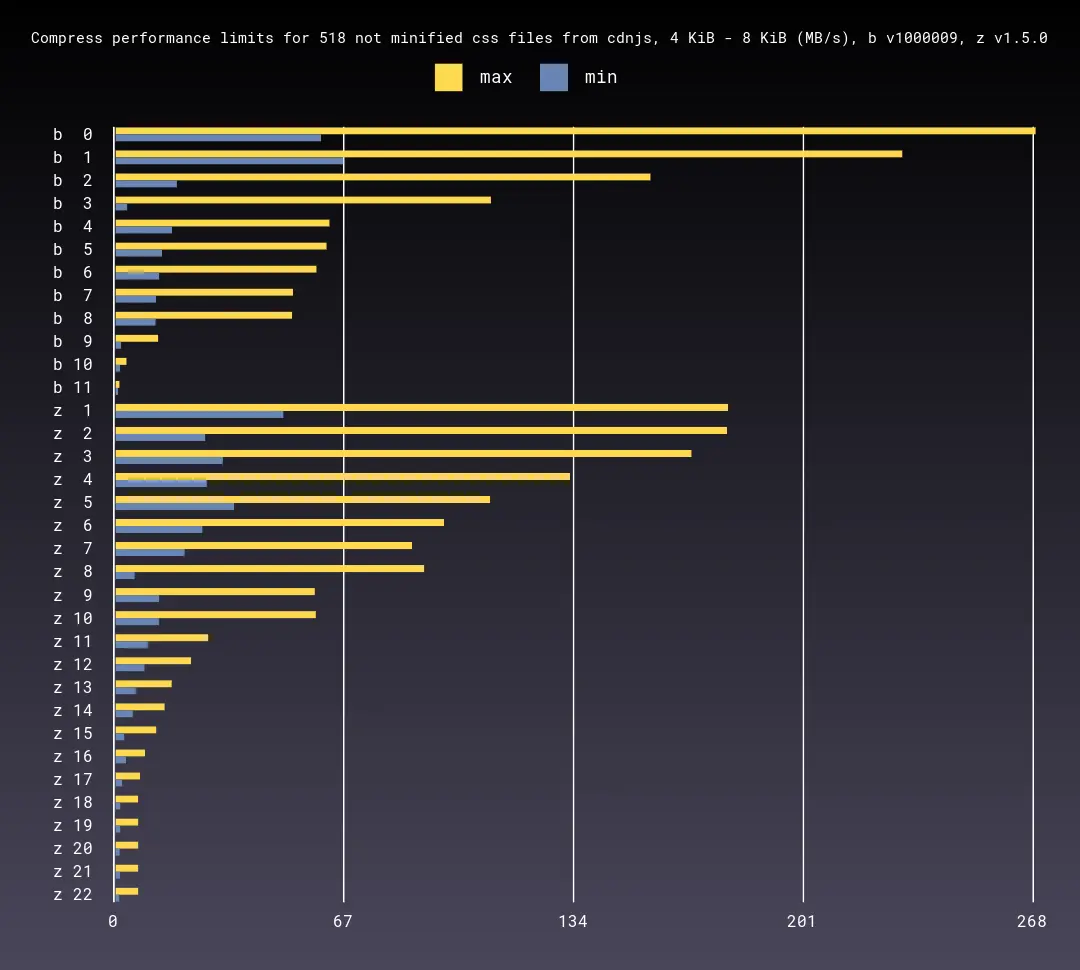 Compress performance limits for 518 not minified css files from cdnjs, 4 KiB - 8 KiB (MB/s), b v1000009, z v1.5.0
max min
b 0
b 1
b 2
b 3
b 4
b 5
b 6
b 7
b 8
b 9
b 10
b 11
z 1
z 2
z 3
z 4
z 5
z 6
z 7
z 8
z 9
z 10
z 11
z 12
z 13
z 14
z 15
z 16
z 17
z 18
z 19
z 20
z 21
z 22
0 67 134 201 268